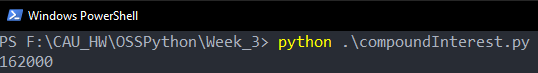 Windows PowerShell
PS F:\CAU_HW\OSSPython\Week_3> python .\compoundInterest.py
162000